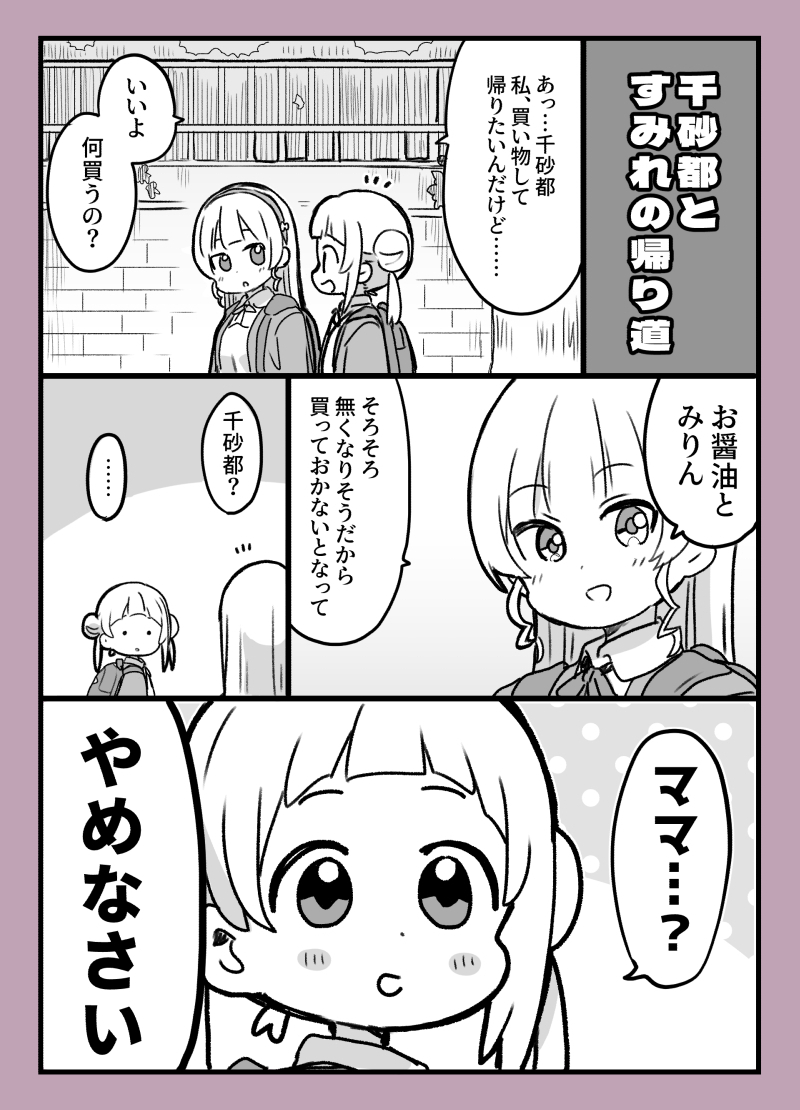 千砂都と
すみれの帰り道
あっ…千砂都
私、買い物して
帰りたいんだけど……
いいよ
何買うの？
お醤油と
みりん
そろそろ
無くなりそうだから
買っておかないとなって
千砂都？
……
ママ…？
やめなさい